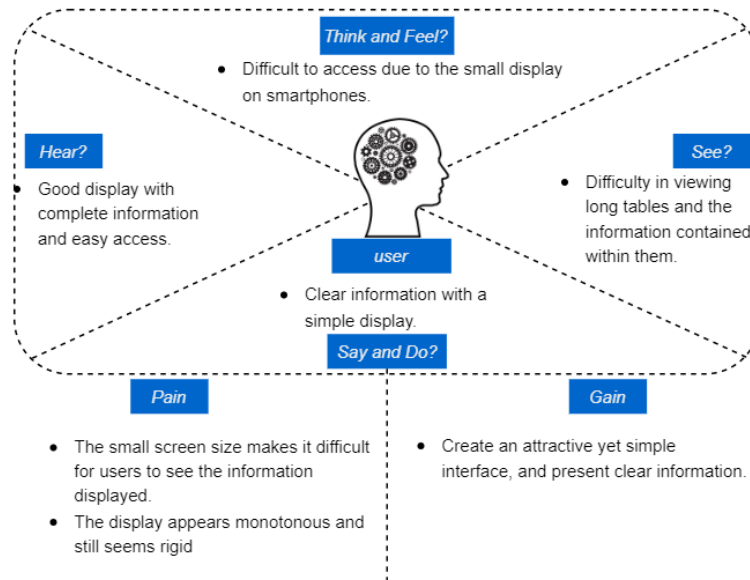 Think and Feel?
• Difficult to access due to the small display
on smartphones.
Hear?
• Good display with
complete information
and easy access.
See?
• Difficulty in viewing
long tables and the
information contained
within them.
user
• Clear information with a
simple display.
Say and Do?
Pain
• The small screen size makes it difficult
for users to see the information
displayed.
• The display appears monotonous and
still seems rigid
Gain
• Create an attractive yet simple
interface, and present clear information.